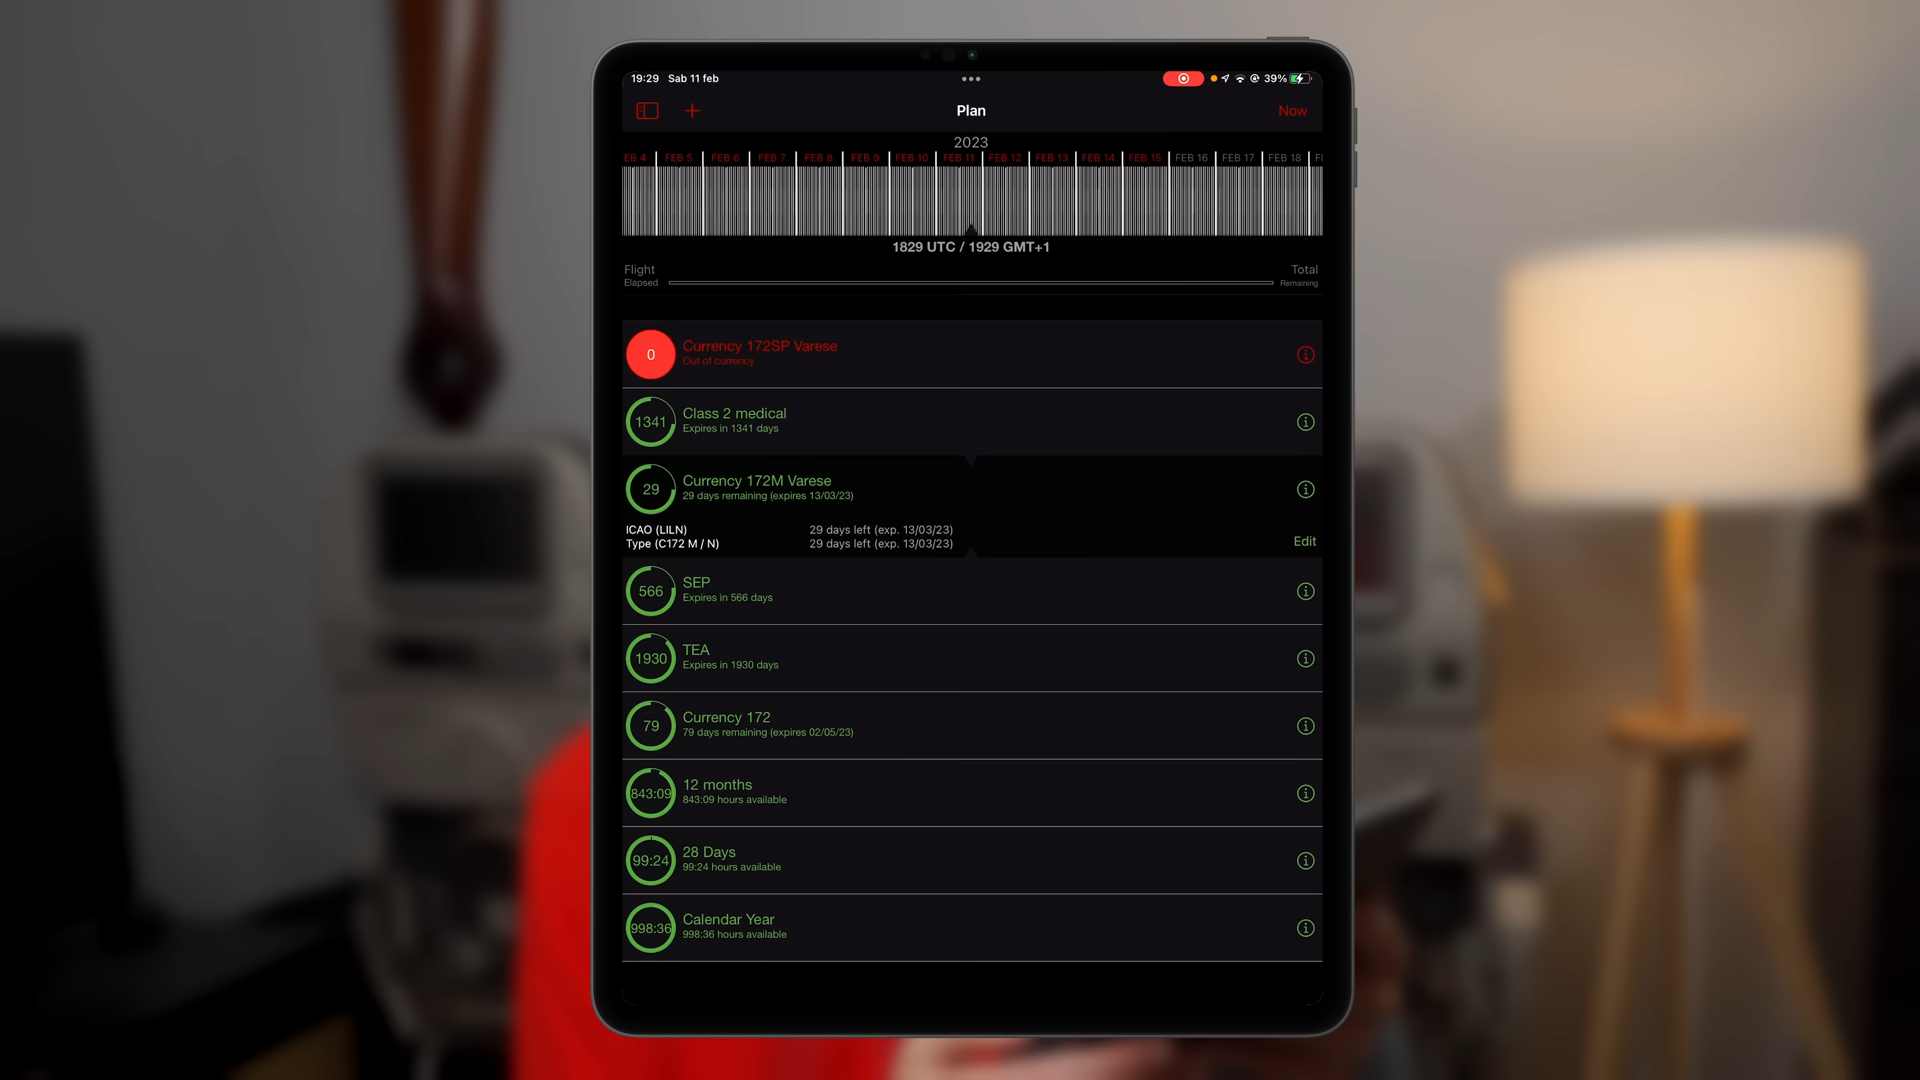 19:29 Sab 11 feb
39%
Plan
Now
2023
EB 4 FEB 5 FEB 6 FEB 7 FEB 8 FEB 9 FEB 10 FEB 11 FEB 12 FEB 13 FEB 14 FEB 15 FEB 16 FEB 17 FEB 18 F
1829 UTC / 1929 GMT+1
Flight
Total
Elapsed
Remaining
0
Currency 172SP Varese
Out of currency
1341
Class 2 medical
Expires in 1341 days
29
Currency 172M Varese
29 days remaining (expires 13/03/23)
ICAO (LILN) 29 days left (exp. 13/03/23)
Type (C172 M / N) 29 days left (exp. 13/03/23)
Edit
566
SEP
Expires in 566 days
1930
TEA
Expires in 1930 days
79
Currency 172
79 days remaining (expires 02/05/23)
843:09
12 months
843:09 hours available
99:24
28 Days
99:24 hours available
998:36
Calendar Year
998:36 hours available